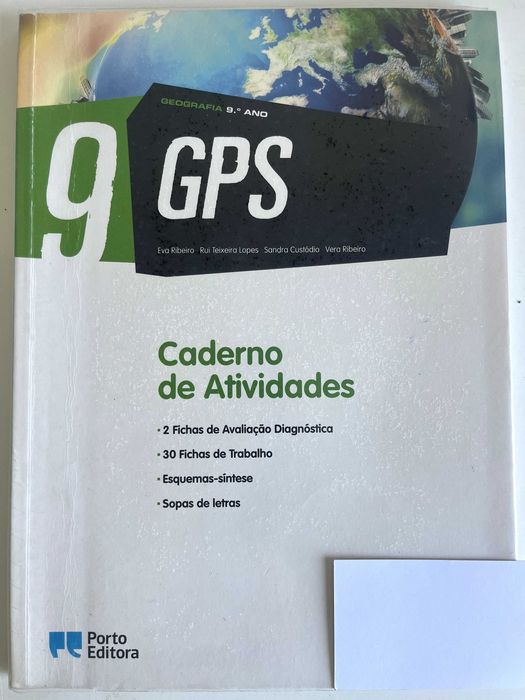 GEOGRAFIA 9.º ANO
9 GPS
Eva Ribeiro Rui Teixeira Lopes Sandra Custódio Vera Ribeiro
Caderno
de Atividades
• 2 Fichas de Avaliação Diagnóstica
• 30 Fichas de Trabalho
• Esquemas-síntese
• Sopas de letras
Porto
Editora